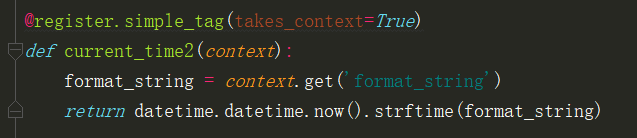 @register.simple_tag(takes_context=True)
def current_time2(context):
    format_string = context.get('format_string')
    return datetime.datetime.now().strftime(format_string)